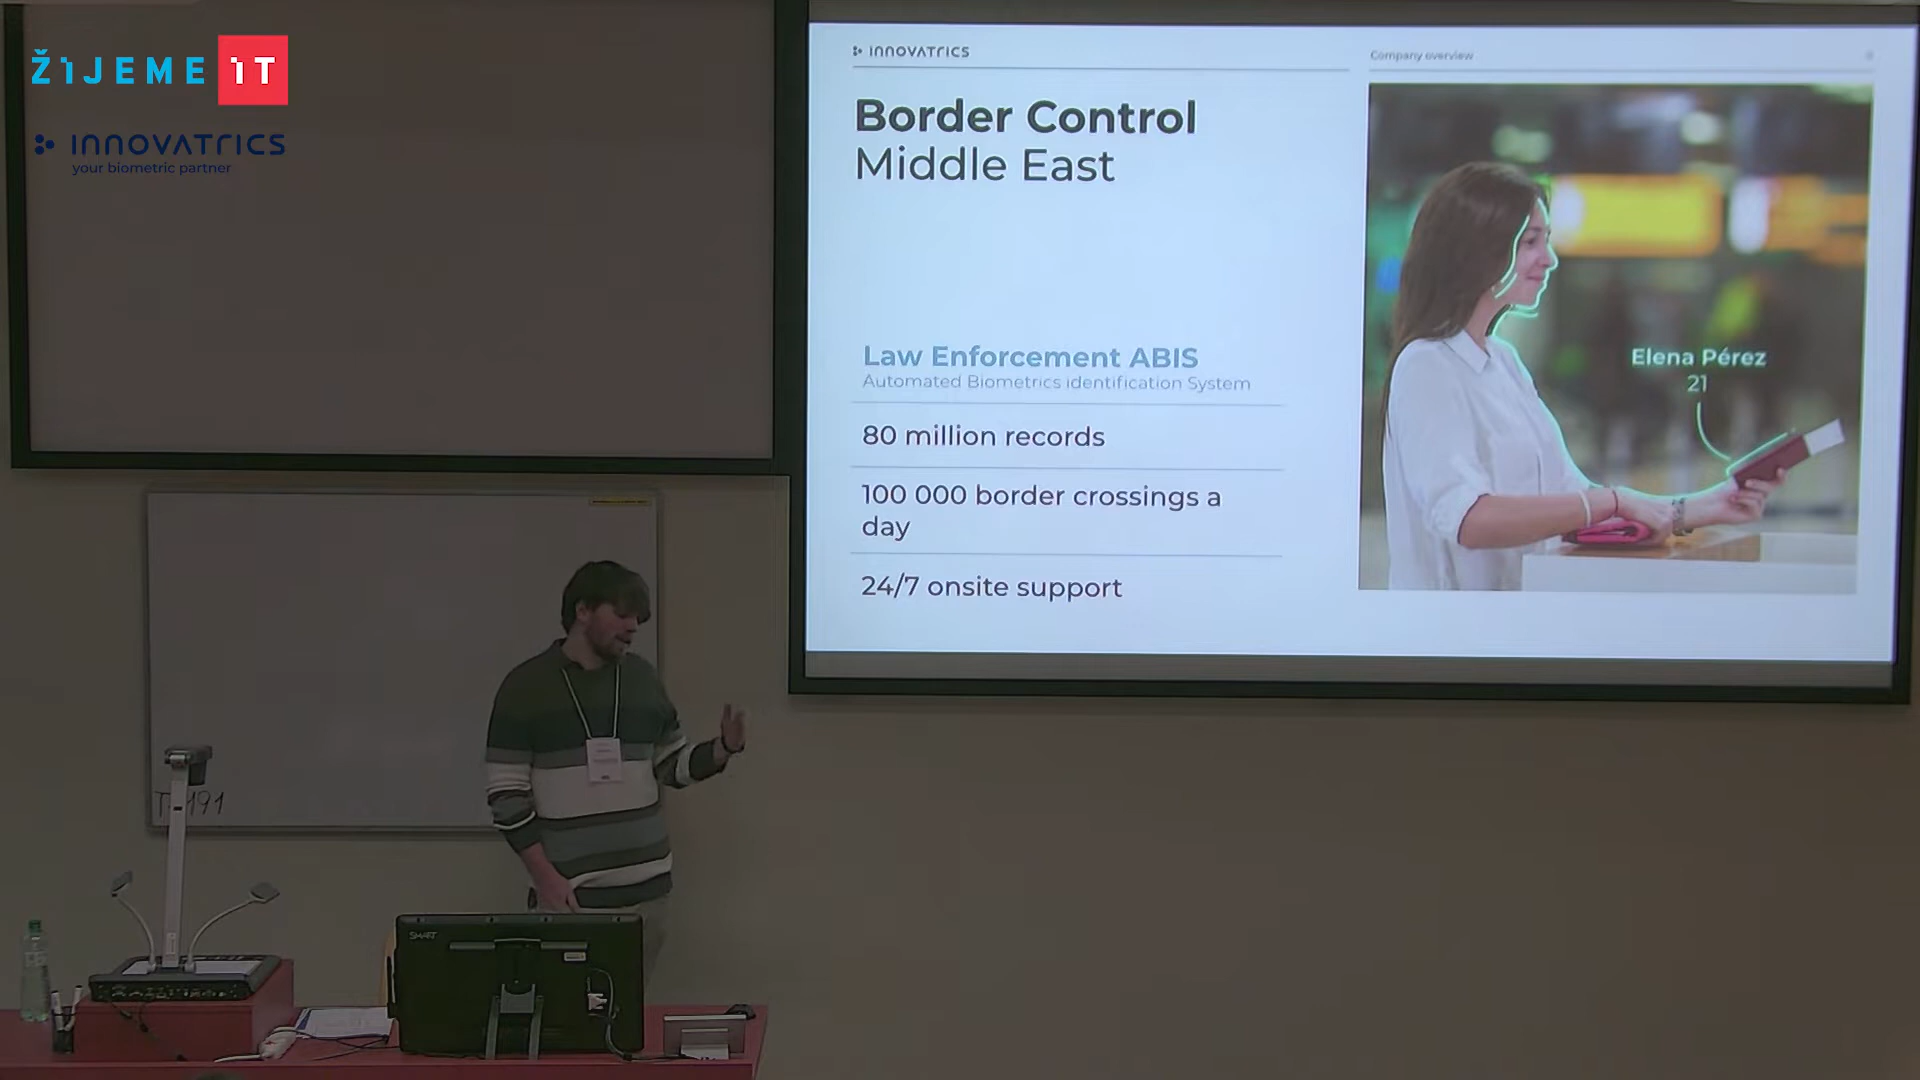 ŽIJEME IT
INNOVATRICS
your biometric partner
INNOVATRICS
Company overview
Border Control
Middle East
Law Enforcement ABIS
Automated Biometrics identification System
80 million records
100 000 border crossings a
day
24/7 onsite support
Elena Pérez
21
SMART